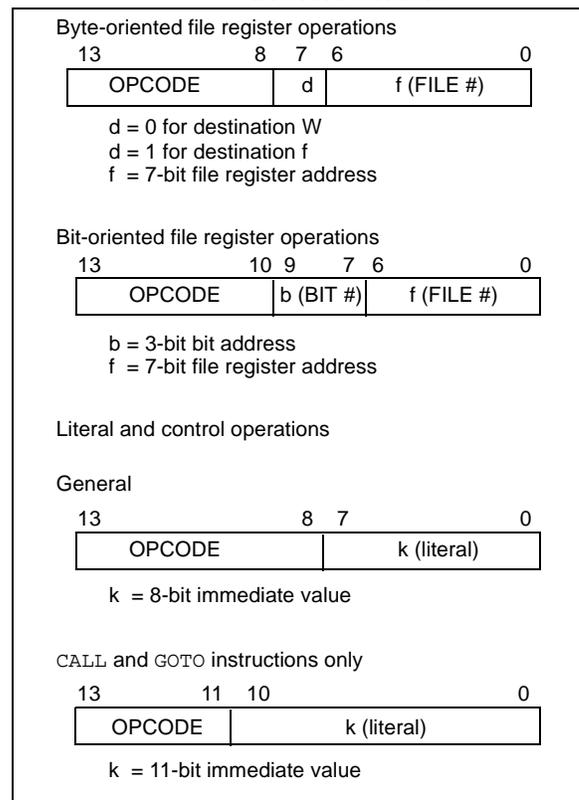 Byte-oriented file register operations
13 8 7 6 0
OPCODE d f (FILE #)
d = 0 for destination W
d = 1 for destination f
f = 7-bit file register address
Bit-oriented file register operations
13 10 9 7 6 0
OPCODE b (BIT #) f (FILE #)
b = 3-bit bit address
f = 7-bit file register address
Literal and control operations
General
13 8 7 0
OPCODE k (literal)
k = 8-bit immediate value
CALL and GOTO instructions only
13 11 10 0
OPCODE k (literal)
k = 11-bit immediate value